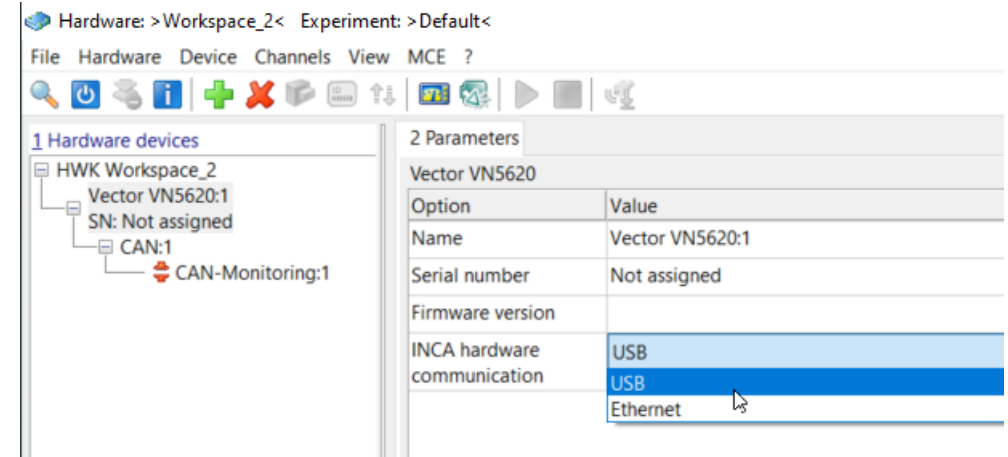 Hardware: >Workspace_2< Experiment: >Default<
File Hardware Device Channels View MCE ?
1 Hardware devices
HWK Workspace_2
Vector VN5620:1
SN: Not assigned
CAN:1
CAN-Monitoring:1
2 Parameters
Vector VN5620
Option Value
Name Vector VN5620:1
Serial number Not assigned
Firmware version
INCA hardware
communication
USB
USB
Ethernet